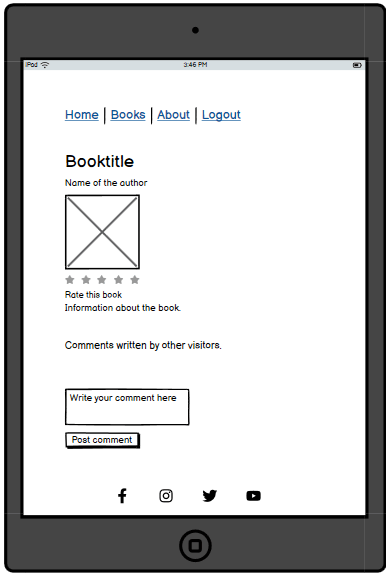 iPad 3:46 PM
Home | Books | About | Logout
Booktitle
Name of the author
Rate this book
Information about the book.
Comments written by other visitors.
Write your comment here
Post comment